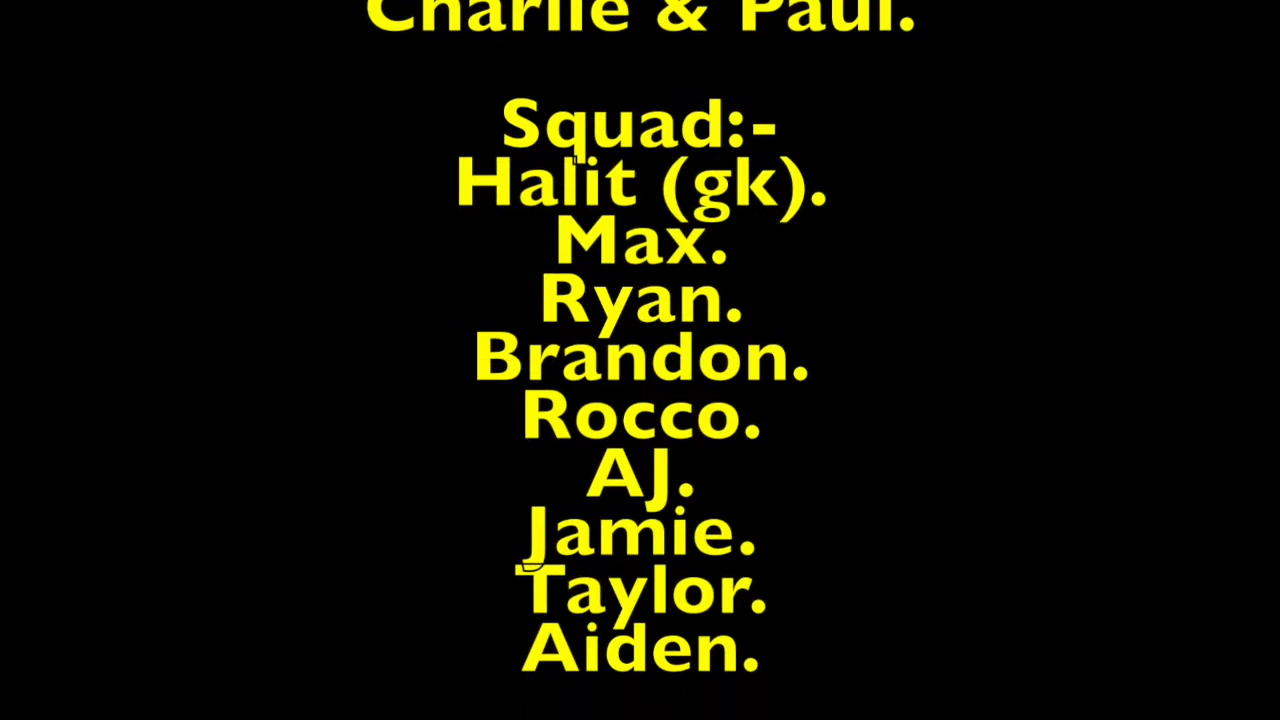 Charlie & Paul.
Squad:-
Halit (gk).
Max.
Ryan.
Brandon.
Rocco.
AJ.
Jamie.
Taylor.
Aiden.